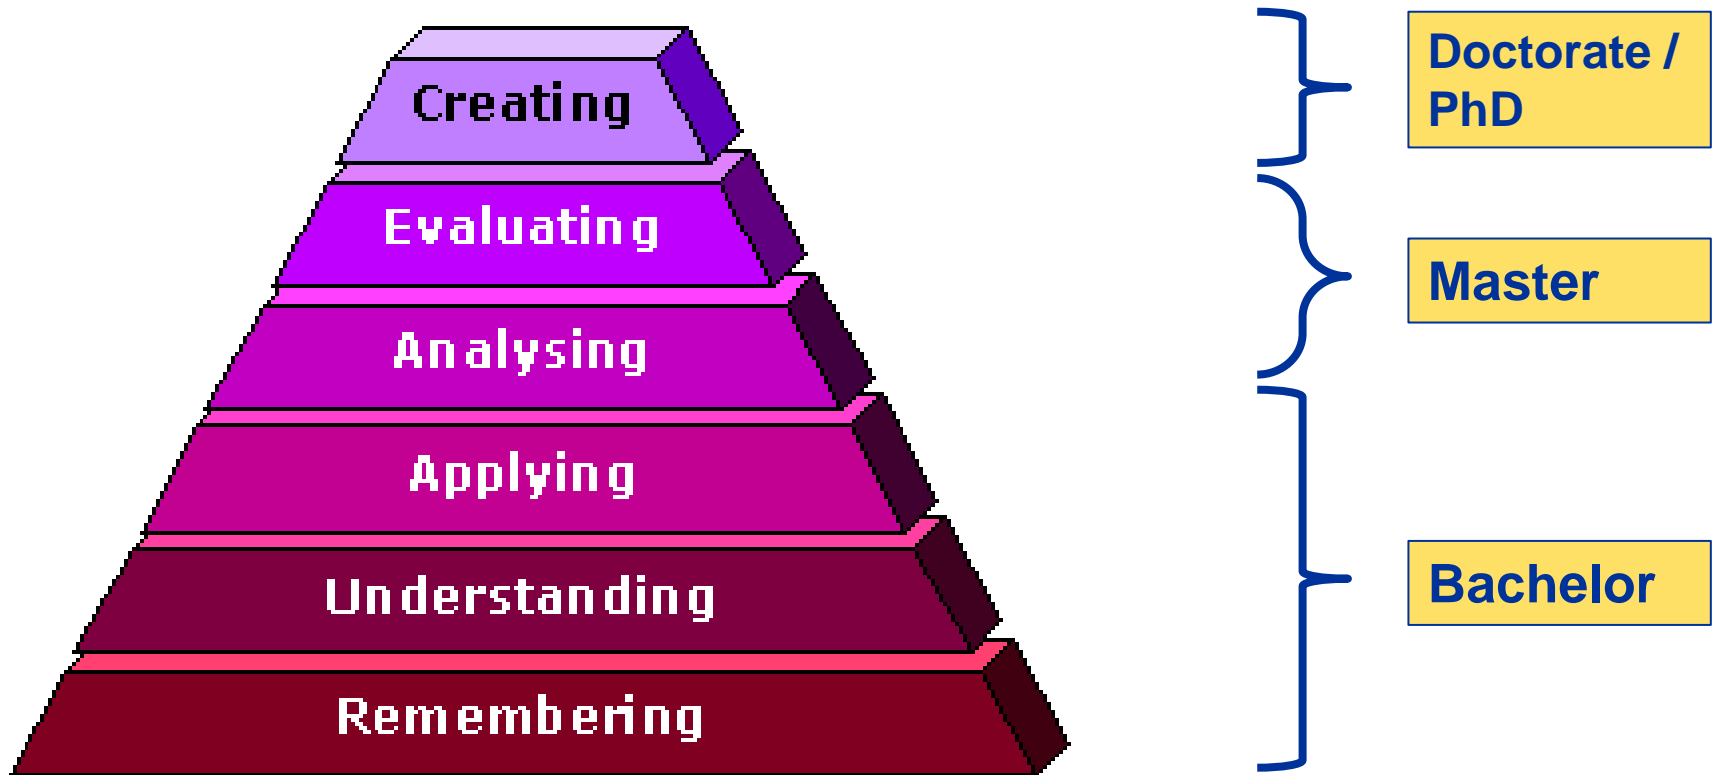 Creating
Evaluating
Analysing
Applying
Understanding
Remembering
Doctorate /
PhD
Master
Bachelor